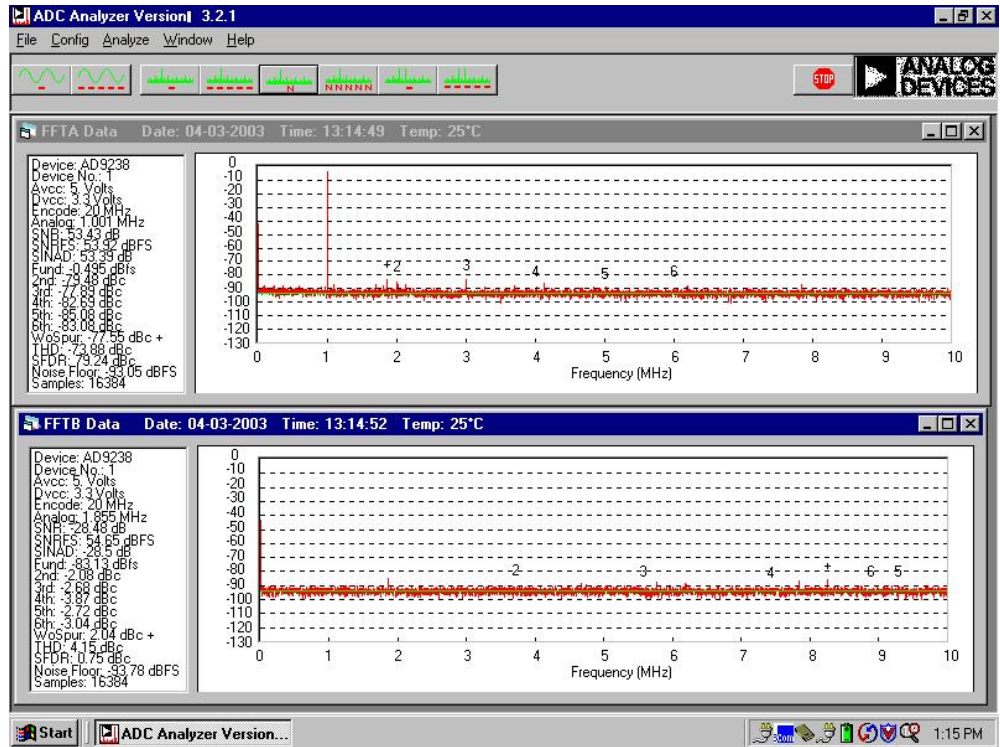 ADC Analyzer Version 3.2.1
File Config Analyze Window Help
N NNNNN
STOP
ANALOG DEVICES
FFTA Data Date: 04-03-2003 Time: 13:14:49 Temp: 25°C
Device: AD9238
Device No.: 1
Avcc: 5. Volts
Dvcc: 3.3 Volts
Encode: 20 MHz
Analog: 1.001 MHz
SNR: 53.43 dB
SNRFS: 53.92 dBFS
SINAD: 53.39 dB
Fund: -0.495 dBfs
2nd: -79.48 dBc
3rd: -77.89 dBc
4th: -82.69 dBc
5th: -85.08 dBc
6th: -83.08 dBc
WoSpur: -77.55 dBc +
THD: -73.88 dBc
SFDR: 79.24 dBc
Noise Floor: -93.05 dBFS
Samples: 16384
0
-10
-20
-30
-40
-50
-60
-70
-80
-90
-100
-110
-120
-130
+2 3 4 5 6
0 1 2 3 4 5 6 7 8 9 10
Frequency (MHz)
FFTB Data Date: 04-03-2003 Time: 13:14:52 Temp: 25°C
Device: AD9238
Device No.: 1
Avcc: 5. Volts
Dvcc: 3.3 Volts
Encode: 20 MHz
Analog: 1.855 MHz
SNR: -28.48 dB
SNRFS: 54.65 dBFS
SINAD: -28.5 dB
Fund: -83.13 dBfs
2nd: -2.08 dBc
3rd: -2.68 dBc
4th: -3.87 dBc
5th: -2.72 dBc
6th: -3.04 dBc
WoSpur: 2.04 dBc +
THD: 4.15 dBc
SFDR: 0.75 dBc
Noise Floor: -93.78 dBFS
Samples: 16384
0
-10
-20
-30
-40
-50
-60
-70
-80
-90
-100
-110
-120
-130
2 3 4 + 6 5
0 1 2 3 4 5 6 7 8 9 10
Frequency (MHz)
Start ADC Analyzer Version... 1:15 PM